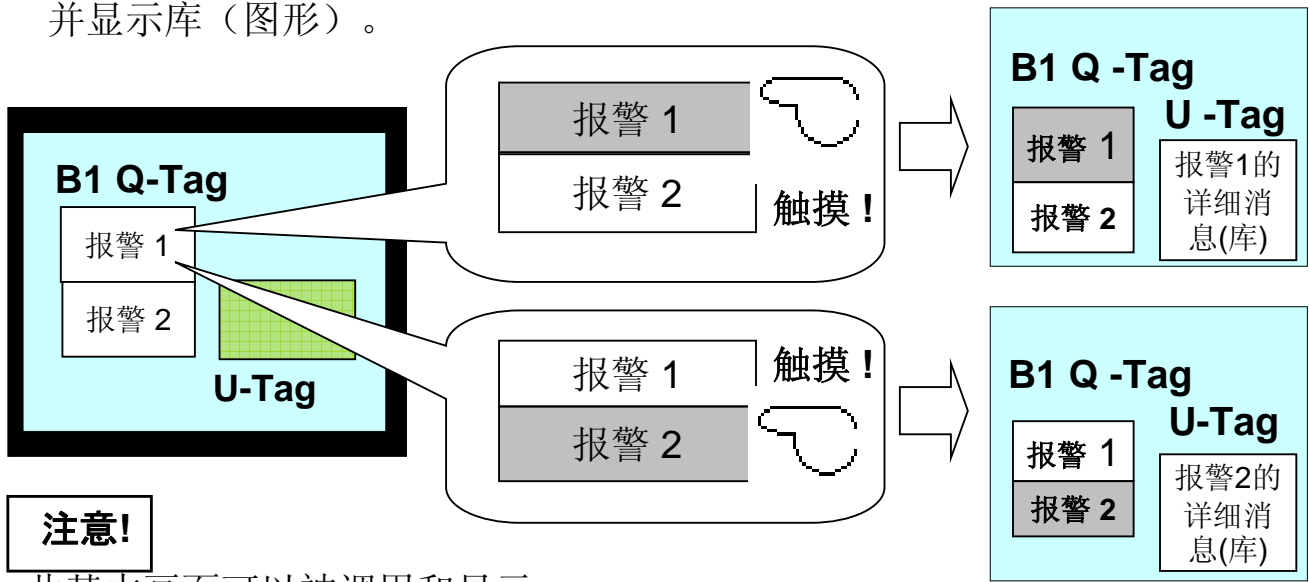 并显示库（图形）。
B1 Q-Tag
报警 1
报警 2
U-Tag
报警 1
报警 2
触摸！
报警 1
触摸！
报警 2
B1 Q -Tag
U -Tag
报警 1
报警 2
报警1的
详细消
息(库)
B1 Q -Tag
U-Tag
报警 1
报警 2
报警2的
详细消
息(库)
注意!